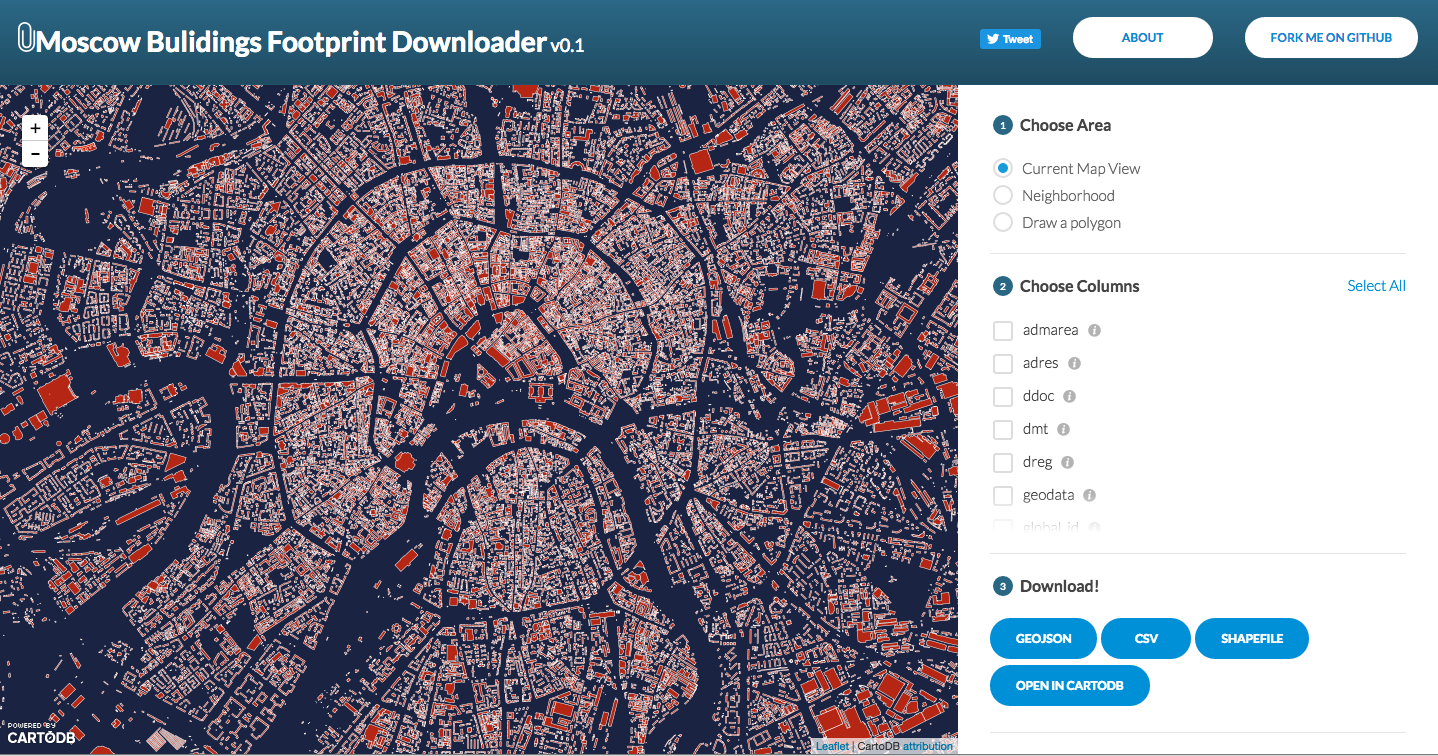 Moscow Bulidings Footprint Downloader v0.1
Tweet
ABOUT
FORK ME ON GITHUB
+
-
1 Choose Area
Current Map View
Neighborhood
Draw a polygon
2 Choose Columns
Select All
admarea i
adres i
ddoc i
dmt i
dreg i
geodata i
global_id i
3 Download!
GEOJSON
CSV
SHAPEFILE
OPEN IN CARTODB
POWERED BY
CARTODB
Leaflet | CartoDB attribution